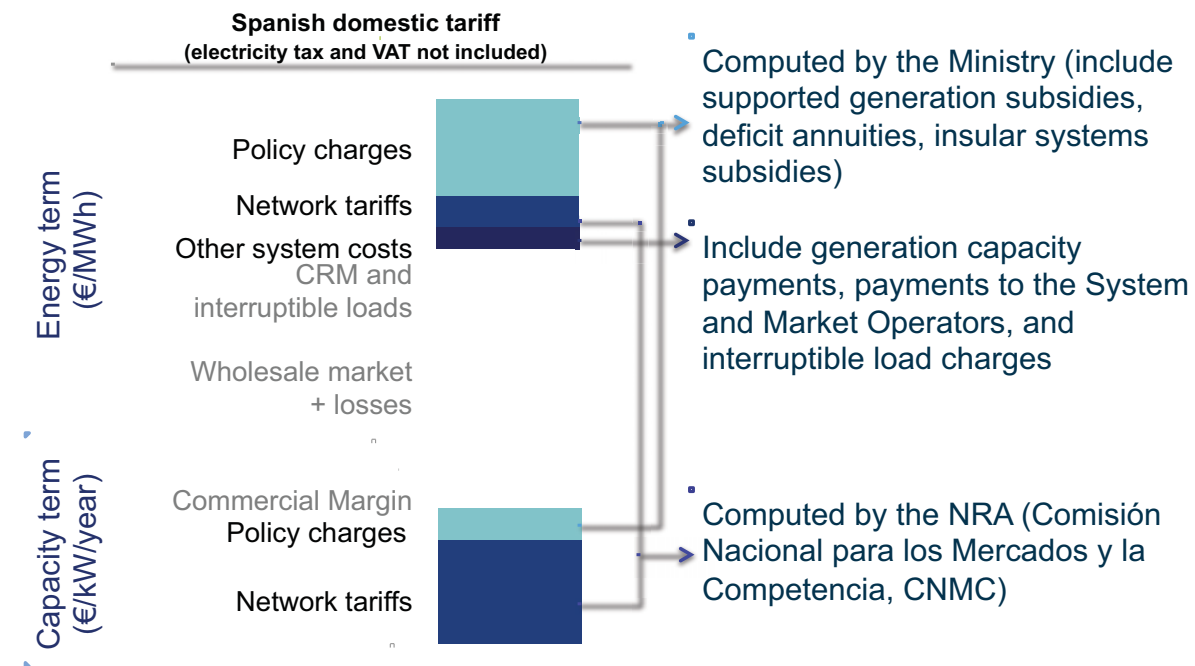 Spanish domestic tariff
(electricity tax and VAT not included)
Energy term
(€/MWh)
Policy charges
Network tariffs
Other system costs
CRM and
interruptible loads
Wholesale market
+ losses
Capacity term
(€/kW/year)
Commercial Margin
Policy charges
Network tariffs
Computed by the Ministry (include
supported generation subsidies,
deficit annuities, insular systems
subsidies)
Include generation capacity
payments, payments to the System
and Market Operators, and
interruptible load charges
Computed by the NRA (Comisión
Nacional para los Mercados y la
Competencia, CNMC)